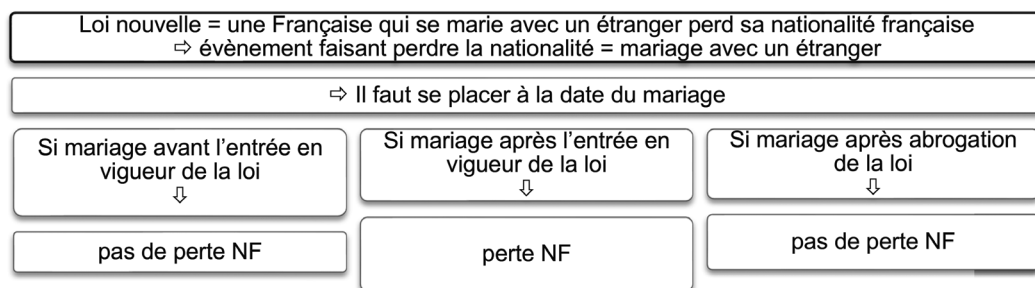 Loi nouvelle = une Française qui se marie avec un étranger perd sa nationalité française
⇨ évènement faisant perdre la nationalité = mariage avec un étranger
⇨ Il faut se placer à la date du mariage
Si mariage avant l'entrée en
vigueur de la loi
⇩
pas de perte NF
Si mariage après l'entrée en
vigueur de la loi
⇩
perte NF
Si mariage après abrogation
de la loi
⇩
pas de perte NF